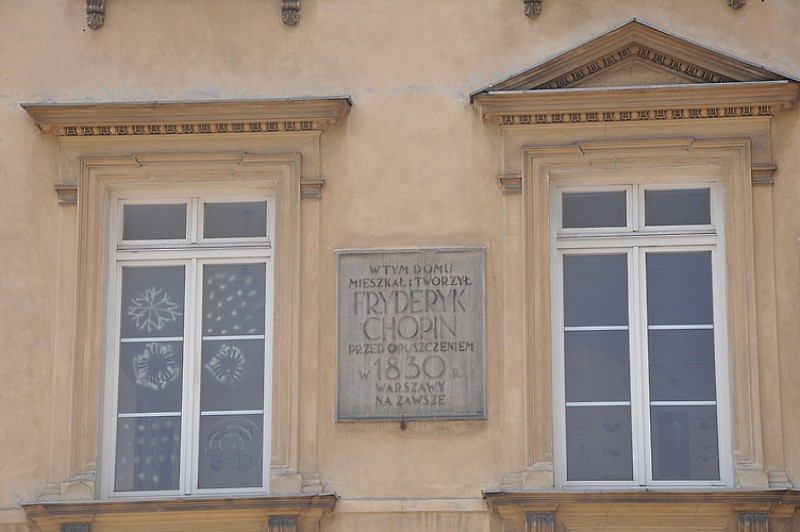 W TYM DOMU
MIESZKAŁ i TWORZYŁ
FRYDERYK
CHOPIN
PRZED OPUSZCZENIEM
W 1830 R.
WARSZAWY
NA ZAWSZE